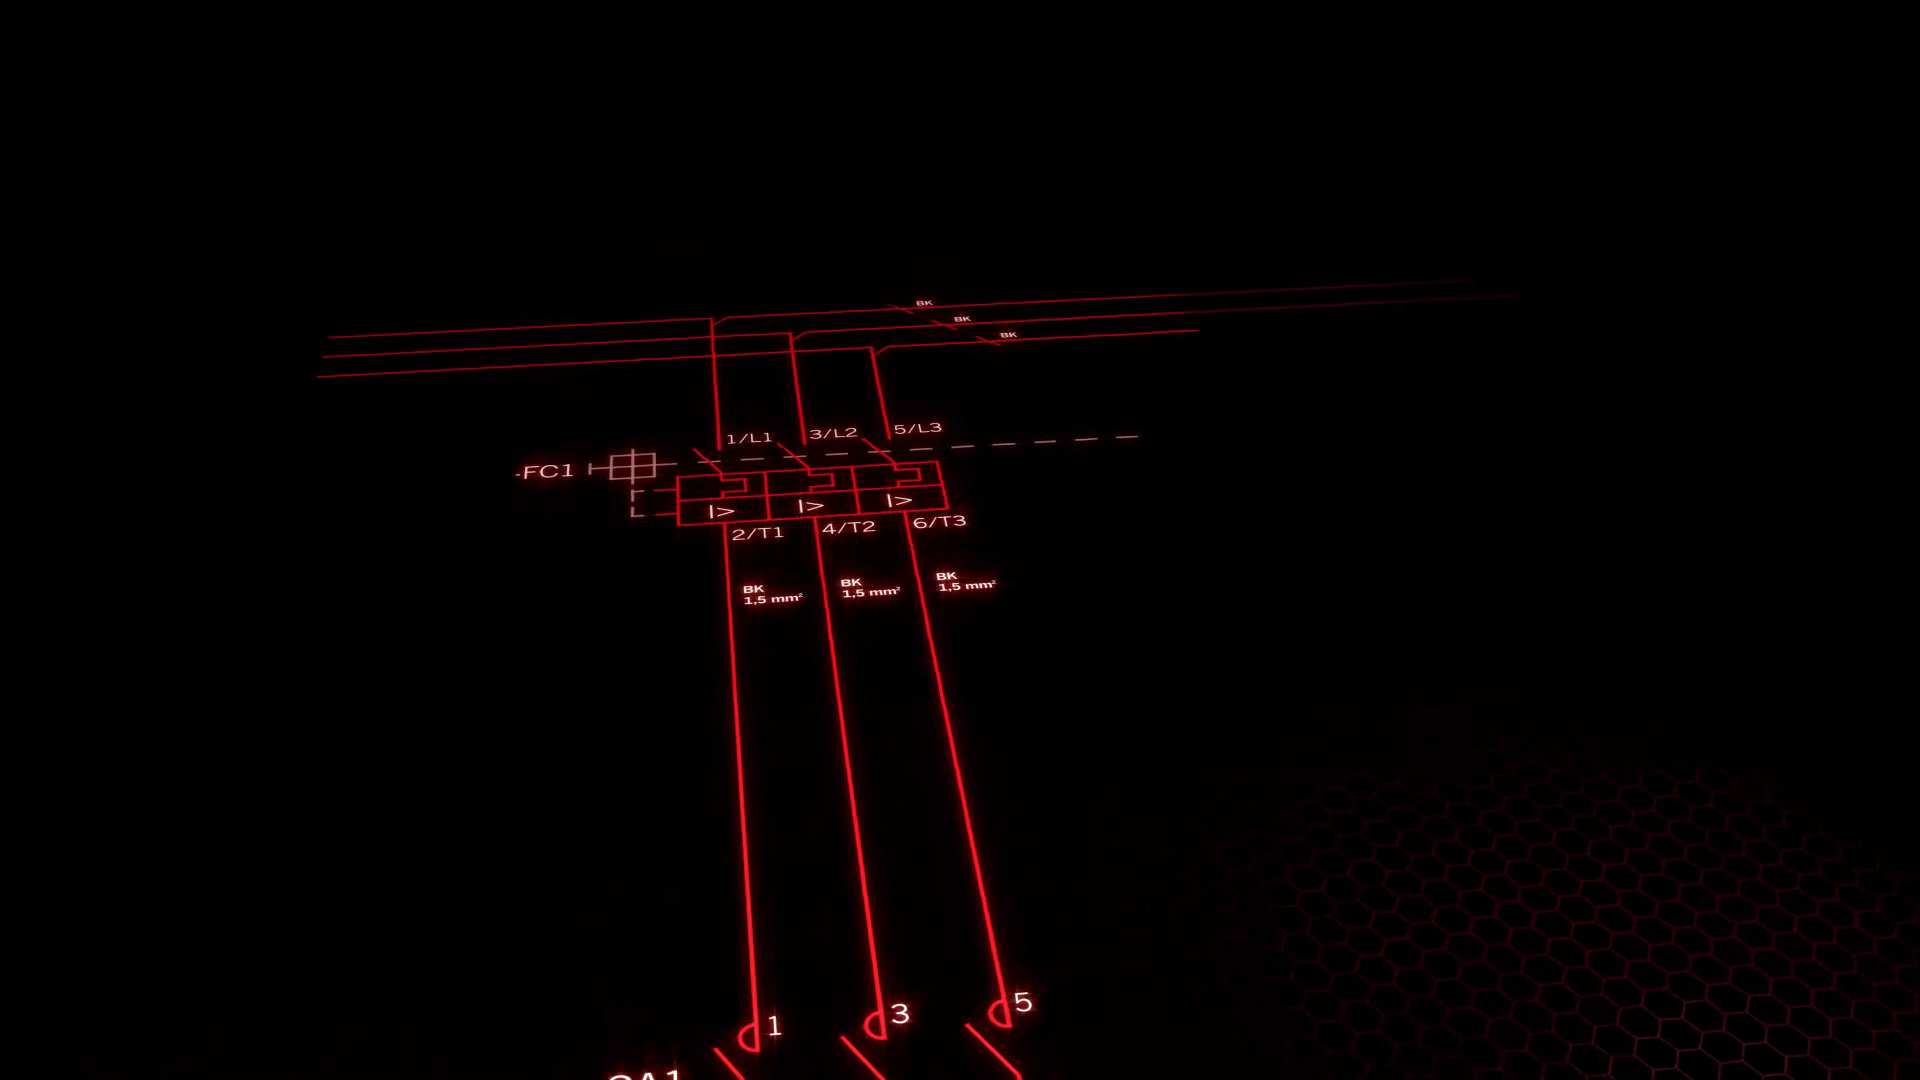 BK
BK
BK
1/L1 3/L2 5/L3
-FC1
I> I> I>
2/T1 4/T2 6/T3
BK
1,5 mm²
BK
1,5 mm²
BK
1,5 mm²
1 3 5